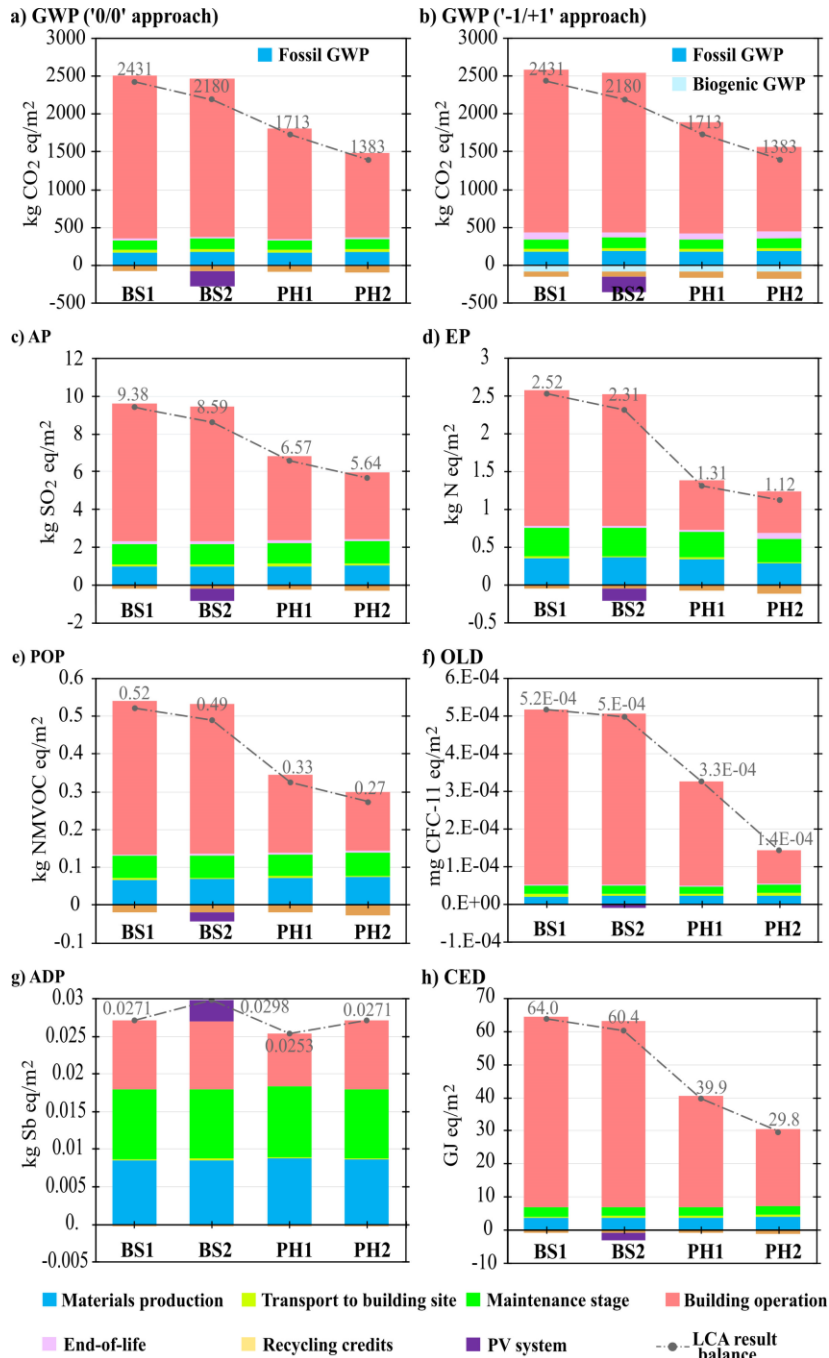 a) GWP ('0/0' approach)
b) GWP ('-1/+1' approach)
3000
2500
2000
1500
1000
500
0
-500
kg CO2 eq/m2
Fossil GWP
2431
2180
1713
1383
BS1 BS2 PH1 PH2
3000
2500
2000
1500
1000
500
0
-500
kg CO2 eq/m2
Fossil GWP
Biogenic GWP
2431
2180
1713
1383
BS1 BS2 PH1 PH2
c) AP
d) EP
12
10
8
6
4
2
0
-2
kg SO2 eq/m2
9.38
8.59
6.57
5.64
BS1 BS2 PH1 PH2
3
2.5
2
1.5
1
0.5
0
-0.5
kg N eq/m2
2.52
2.31
1.31
1.12
BS1 BS2 PH1 PH2
e) POP
f) OLD
0.6
0.5
0.4
0.3
0.2
0.1
0
-0.1
kg NMVOC eq/m2
0.52
0.49
0.33
0.27
BS1 BS2 PH1 PH2
6.E-04
5.E-04
4.E-04
3.E-04
2.E-04
1.E-04
0.E+00
-1.E-04
mg CFC-11 eq/m2
5.2E-04
5.E-04
3.3E-04
1.4E-04
BS1 BS2 PH1 PH2
g) ADP
h) CED
0.03
0.025
0.02
0.015
0.01
0.005
0.
-0.005
kg Sb eq/m2
0.0271
0.0298
0.0253
0.0271
BS1 BS2 PH1 PH2
70
60
50
40
30
20
10
0
-10
GJ eq/m2
64.0
60.4
39.9
29.8
BS1 BS2 PH1 PH2
Materials production Transport to building site Maintenance stage Building operation
End-of-life Recycling credits PV system LCA result
balance